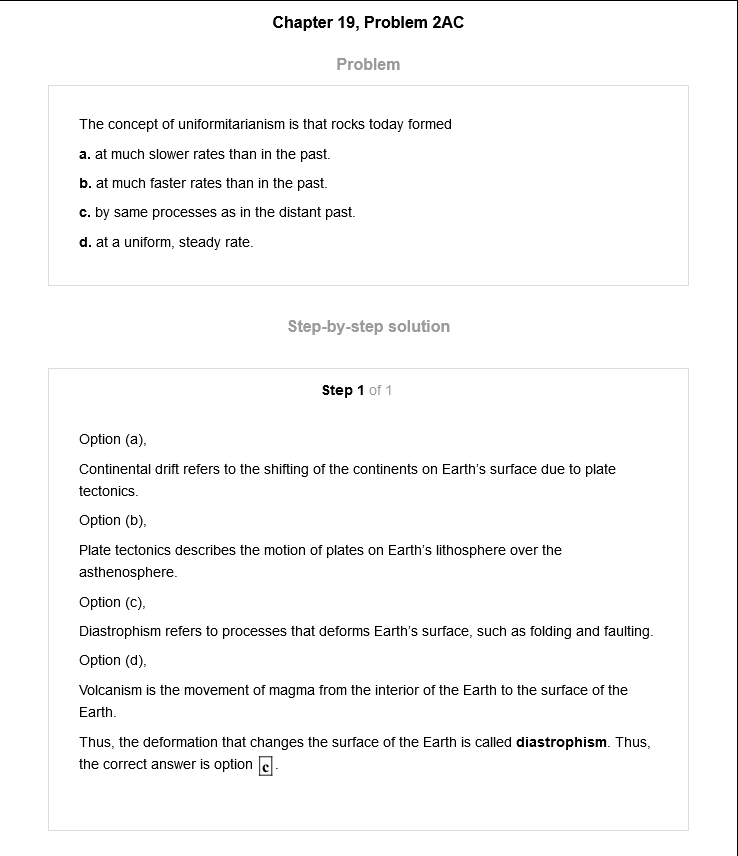 Chapter 19, Problem 2AC
Problem
The concept of uniformitarianism is that rocks today formed
a. at much slower rates than in the past.
b. at much faster rates than in the past.
c. by same processes as in the distant past.
d. at a uniform, steady rate.
Step-by-step solution
Step 1 of 1
Option (a),
Continental drift refers to the shifting of the continents on Earth's surface due to plate
tectonics.
Option (b),
Plate tectonics describes the motion of plates on Earth's lithosphere over the
asthenosphere.
Option (c),
Diastrophism refers to processes that deforms Earth's surface, such as folding and faulting.
Option (d),
Volcanism is the movement of magma from the interior of the Earth to the surface of the
Earth.
Thus, the deformation that changes the surface of the Earth is called diastrophism. Thus,
the correct answer is option c.